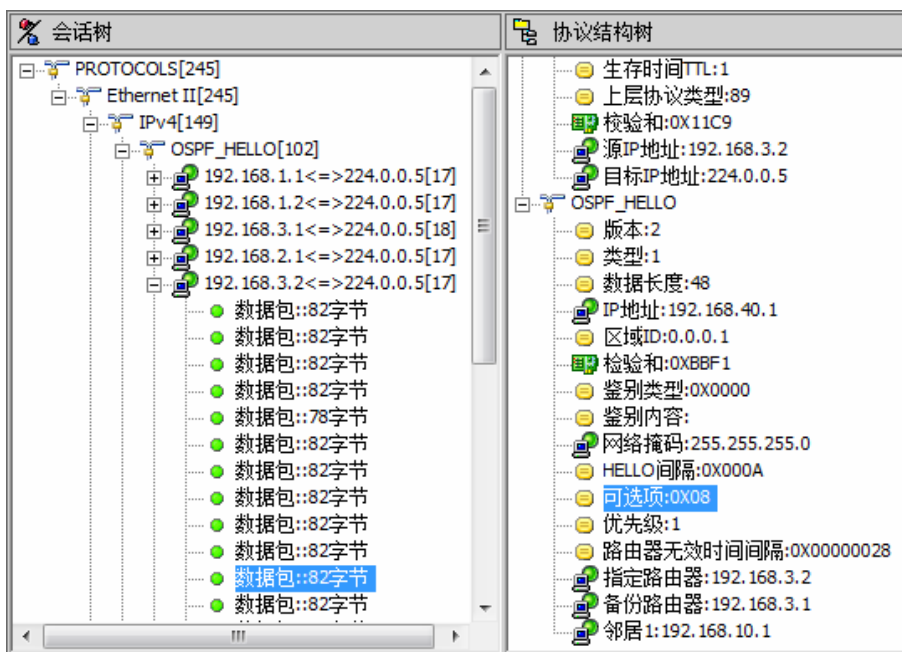 会话树
PROTOCOLS[245]
Ethernet II[245]
IPv4[149]
OSPF_HELLO[102]
192.168.1.1<=>224.0.0.5[17]
192.168.1.2<=>224.0.0.5[17]
192.168.3.1<=>224.0.0.5[18]
192.168.2.1<=>224.0.0.5[17]
192.168.3.2<=>224.0.0.5[17]
数据包::82字节
数据包::82字节
数据包::82字节
数据包::82字节
数据包::78字节
数据包::82字节
数据包::82字节
数据包::82字节
数据包::82字节
数据包::82字节
数据包::82字节
数据包::82字节
协议结构树
生存时间TTL:1
上层协议类型:89
校验和:0X11C9
源IP地址:192.168.3.2
目标IP地址:224.0.0.5
OSPF_HELLO
版本:2
类型:1
数据长度:48
IP地址:192.168.40.1
区域ID:0.0.0.1
检验和:0XBBF1
鉴别类型:0X0000
鉴别内容:
网络掩码:255.255.255.0
HELLO间隔:0X000A
可选项:0X08
优先级:1
路由器无效时间间隔:0X00000028
指定路由器:192.168.3.2
备份路由器:192.168.3.1
邻居1:192.168.10.1